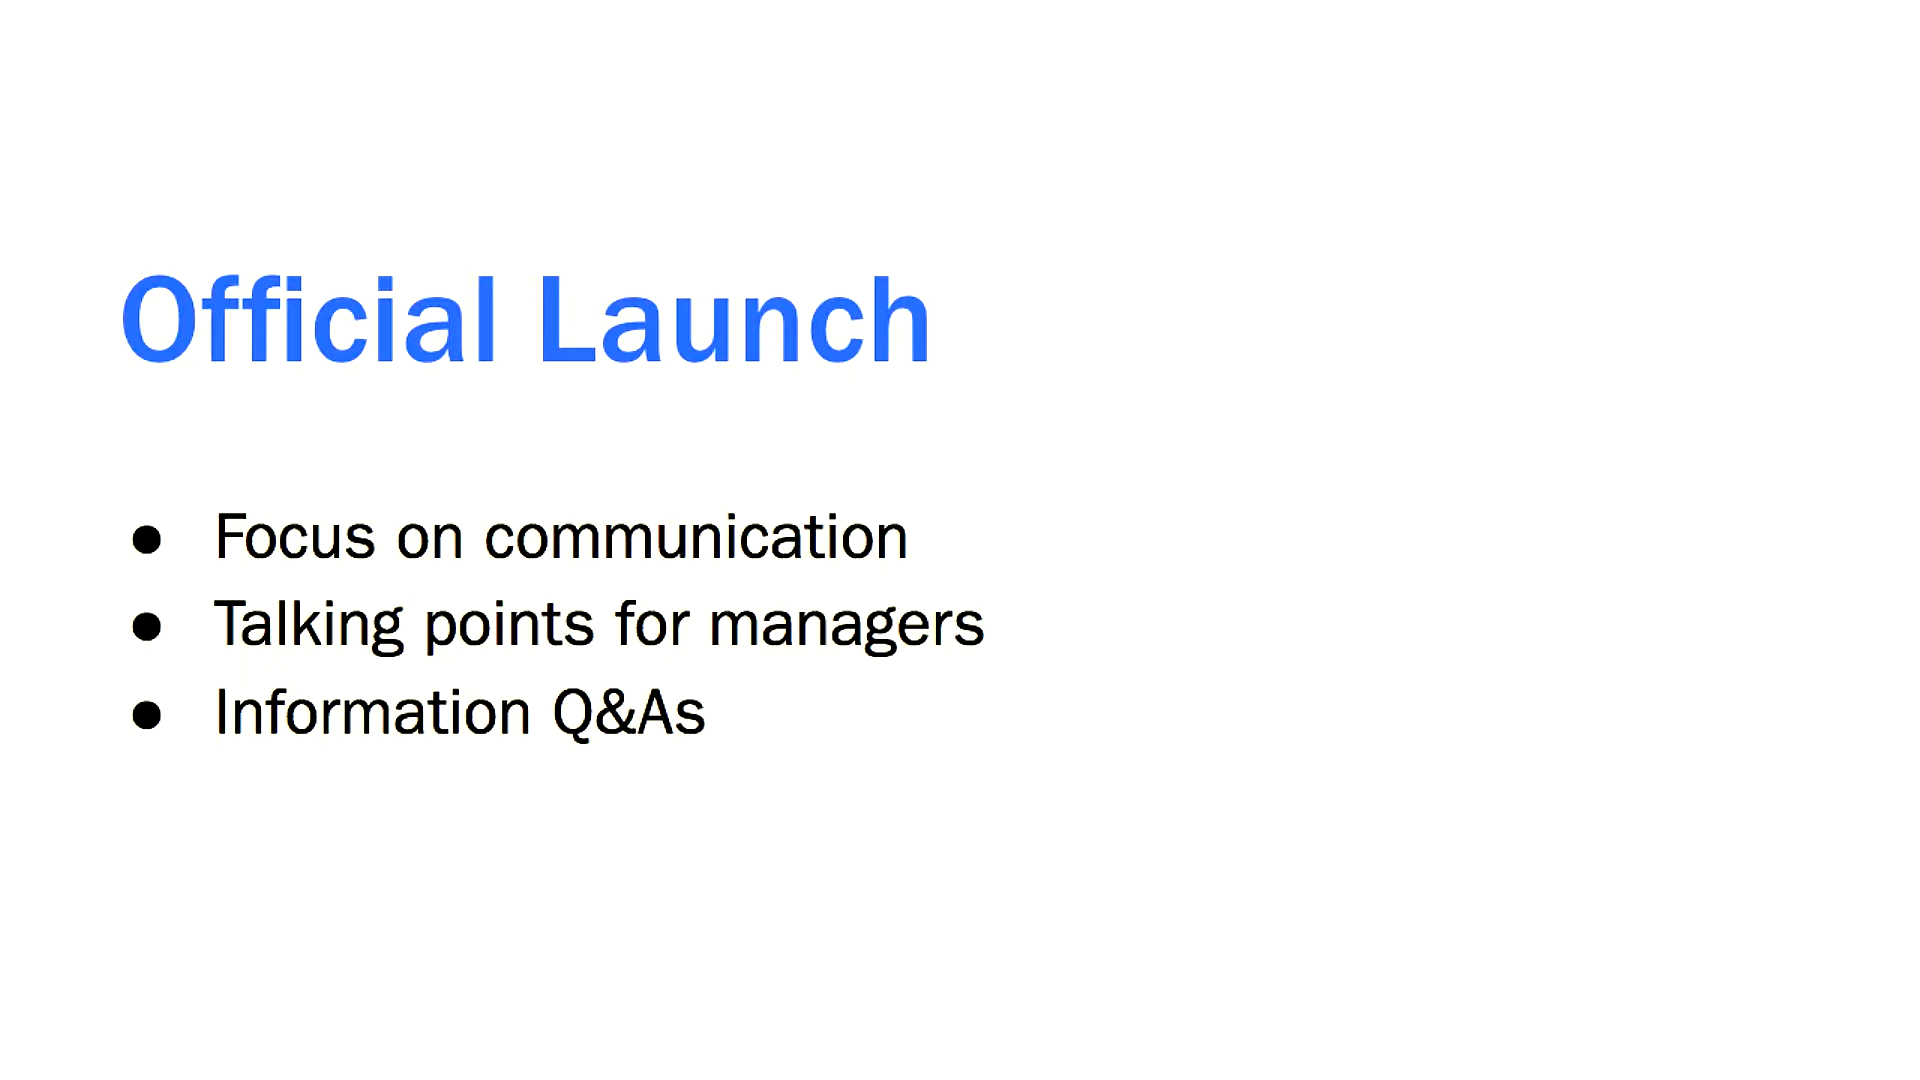 Official Launch
● Focus on communication
● Talking points for managers
● Information Q&As